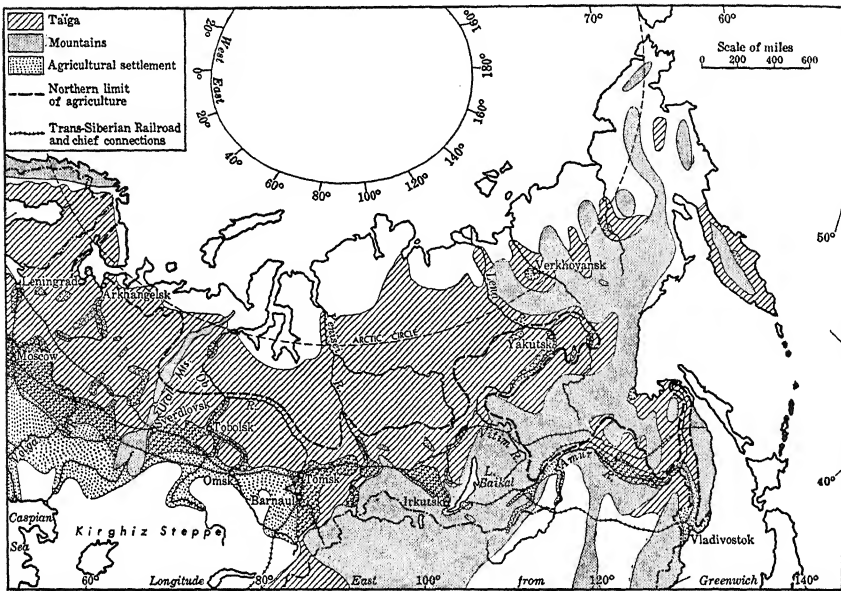 Taïga
Mountains
Agricultural settlement
Northern limit
of agriculture
Trans-Siberian Railroad
and chief connections
20°
West
0°
East
20°
40°
60°
80°
100°
120°
140°
160°
180°
160°
70°
60°
Scale of miles
0 200 400 600
50°
40°
Verkhoyansk
Lena
Leningrad
Arkhangelsk
ARCTIC CIRCLE
Yenisei R.
Yakutsk
Moscow
Ural Mts.
Ob
R.
Sverdlovsk
Tobolsk
Volga
Vitim R.
L.
Baikal
Amur R.
Omsk
Tomsk
Barnaul
Irkutsk
Vladivostok
Caspian
Sea
Kirghiz Steppe
60° Longitude 80° East 100° from 120° Greenwich 140°